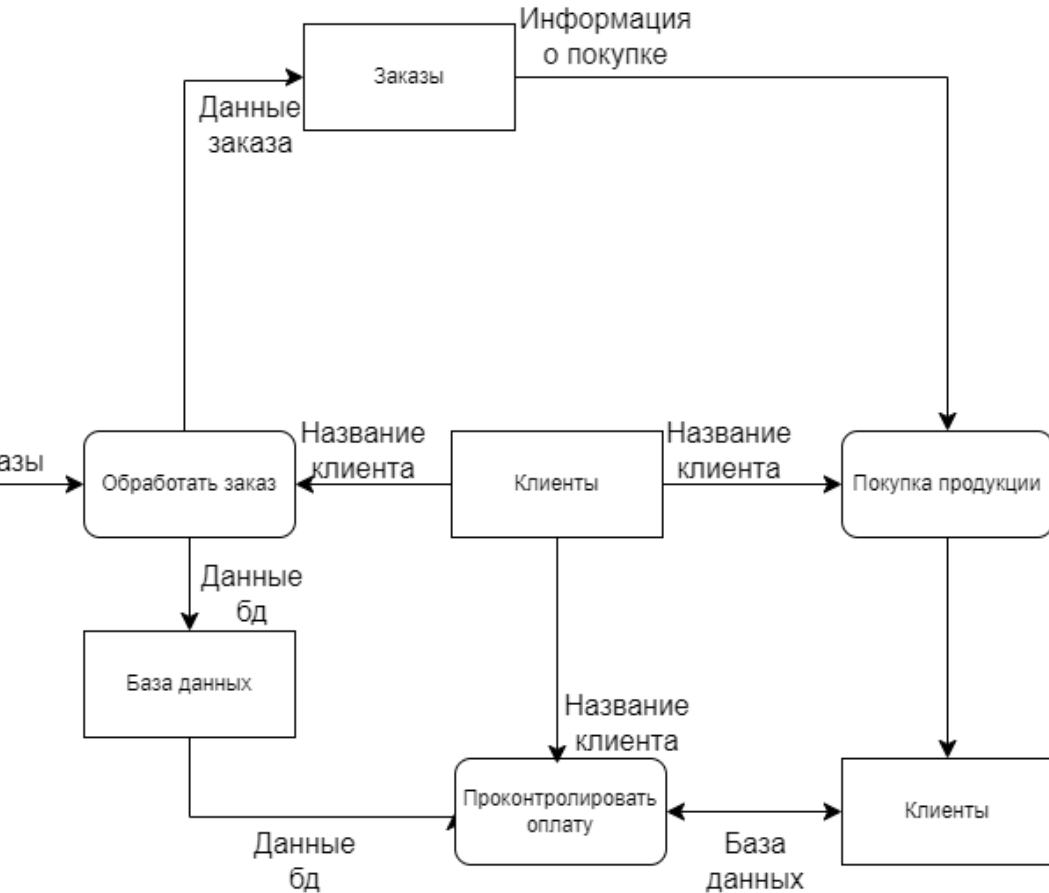 Информация
о покупке
Заказы
Данные
заказа
Название
клиента
Название
клиента
азы
Обработать заказ
Клиенты
Покупка продукции
Данные
бд
База данных
Название
клиента
Проконтролировать
оплату
Клиенты
Данные
бд
База
данных